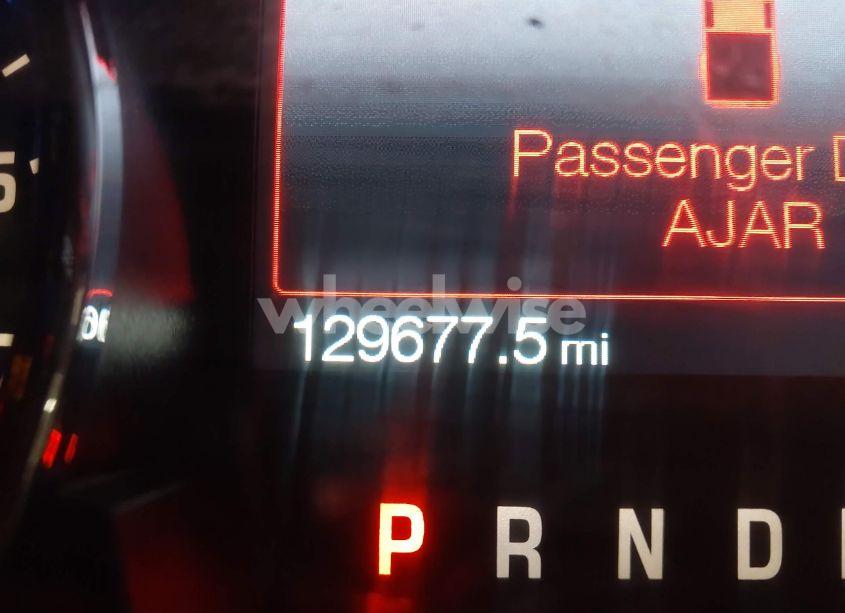 Passenger D
AJAR
wheelwise
129677.5 mi
P R N D